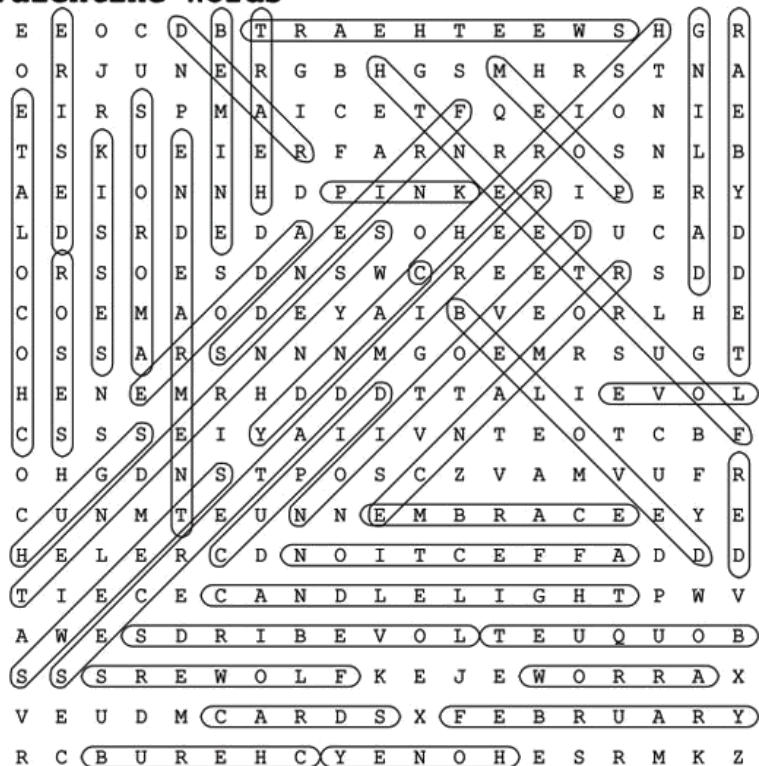 E E O C D B T R A E H T E E W S H G R
O R J U N E R G B H G S M H R S T N A
E I R S P M A I C E T F Q E I O N I E
T S K U E I E R F A R N R R O S N L B
A E I O N N H D P I N K E R I P E R Y
L D S R D E D A E S O H E E D U C A D
O R S O E S D N S W C R E E T R S D D
C O E M A O D E Y A I B V E O R L H E
O S S A R S N N N M G O E M R S U G T
H E N E M R H D D D T T A L I E V O L
C S S S E I Y A I I V N T E O T C B F
O H G D N S T P O S C Z V A M V U F R
C U N M T E U N N E M B R A C E E Y E
H E L E R C D N O I T C E F F A D D D
T I E C E C A N D L E L I G H T P W V
A W E S D R I B E V O L T E U Q U O B
S S S R E W O L F K E J E W O R R A X
V E U D M C A R D S X F E B R U A R Y
R C B U R E H C Y E N O H E S R M K Z